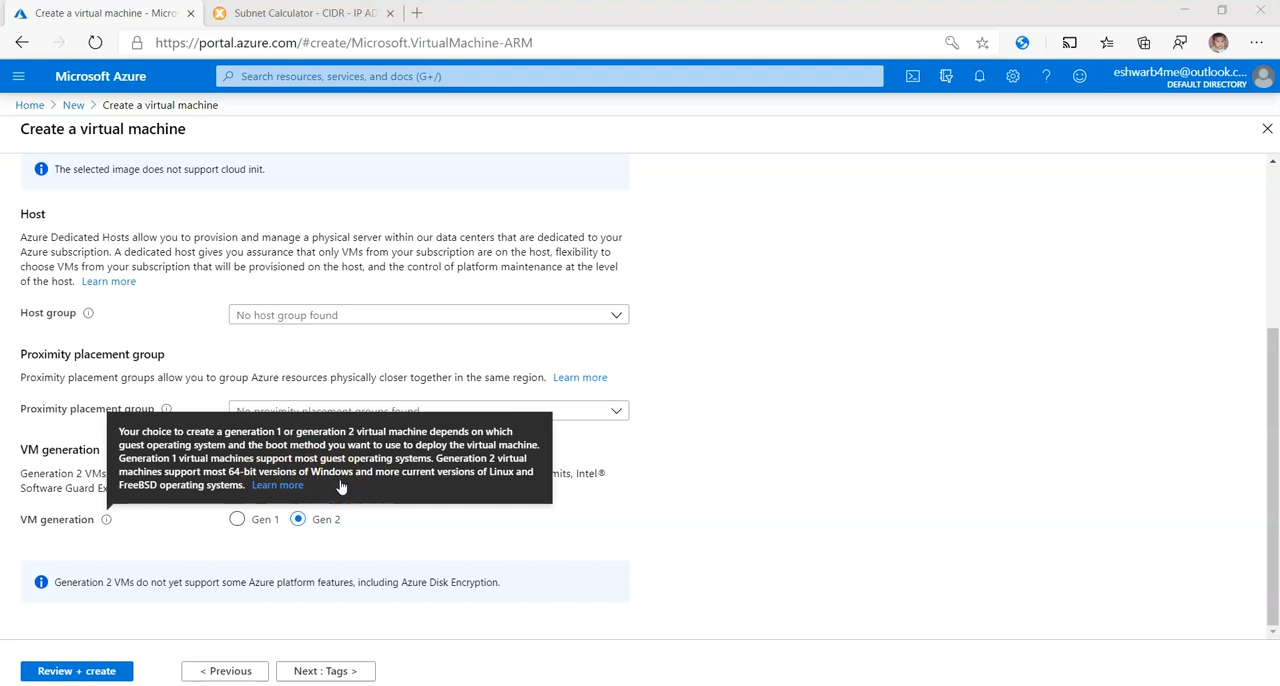 Create a virtual machine - Micros
Subnet Calculator - CIDR - IP AD
https://portal.azure.com/#create/Microsoft.VirtualMachine-ARM
Microsoft Azure
Search resources, services, and docs (G+/)
eshwarb4me@outlook.c...
DEFAULT DIRECTORY
Home > New > Create a virtual machine
Create a virtual machine
The selected image does not support cloud init.
Host
Azure Dedicated Hosts allow you to provision and manage a physical server within our data centers that are dedicated to your
Azure subscription. A dedicated host gives you assurance that only VMs from your subscription are on the host, flexibility to
choose VMs from your subscription that will be provisioned on the host, and the control of platform maintenance at the level
of the host. Learn more
Host group
No host group found
Proximity placement group
Proximity placement groups allow you to group Azure resources physically closer together in the same region. Learn more
Proximity placement group
No proximity placement groups found
Your choice to create a generation 1 or generation 2 virtual machine depends on which
guest operating system and the boot method you want to use to deploy the virtual machine.
Generation 1 virtual machines support most guest operating systems. Generation 2 virtual
machines support most 64-bit versions of Windows and more current versions of Linux and
FreeBSD operating systems. Learn more
VM generation
Generation 2 VMs mits, Intel®
Software Guard Ex
VM generation
Gen 1 Gen 2
Generation 2 VMs do not yet support some Azure platform features, including Azure Disk Encryption.
Review + create
< Previous
Next : Tags >